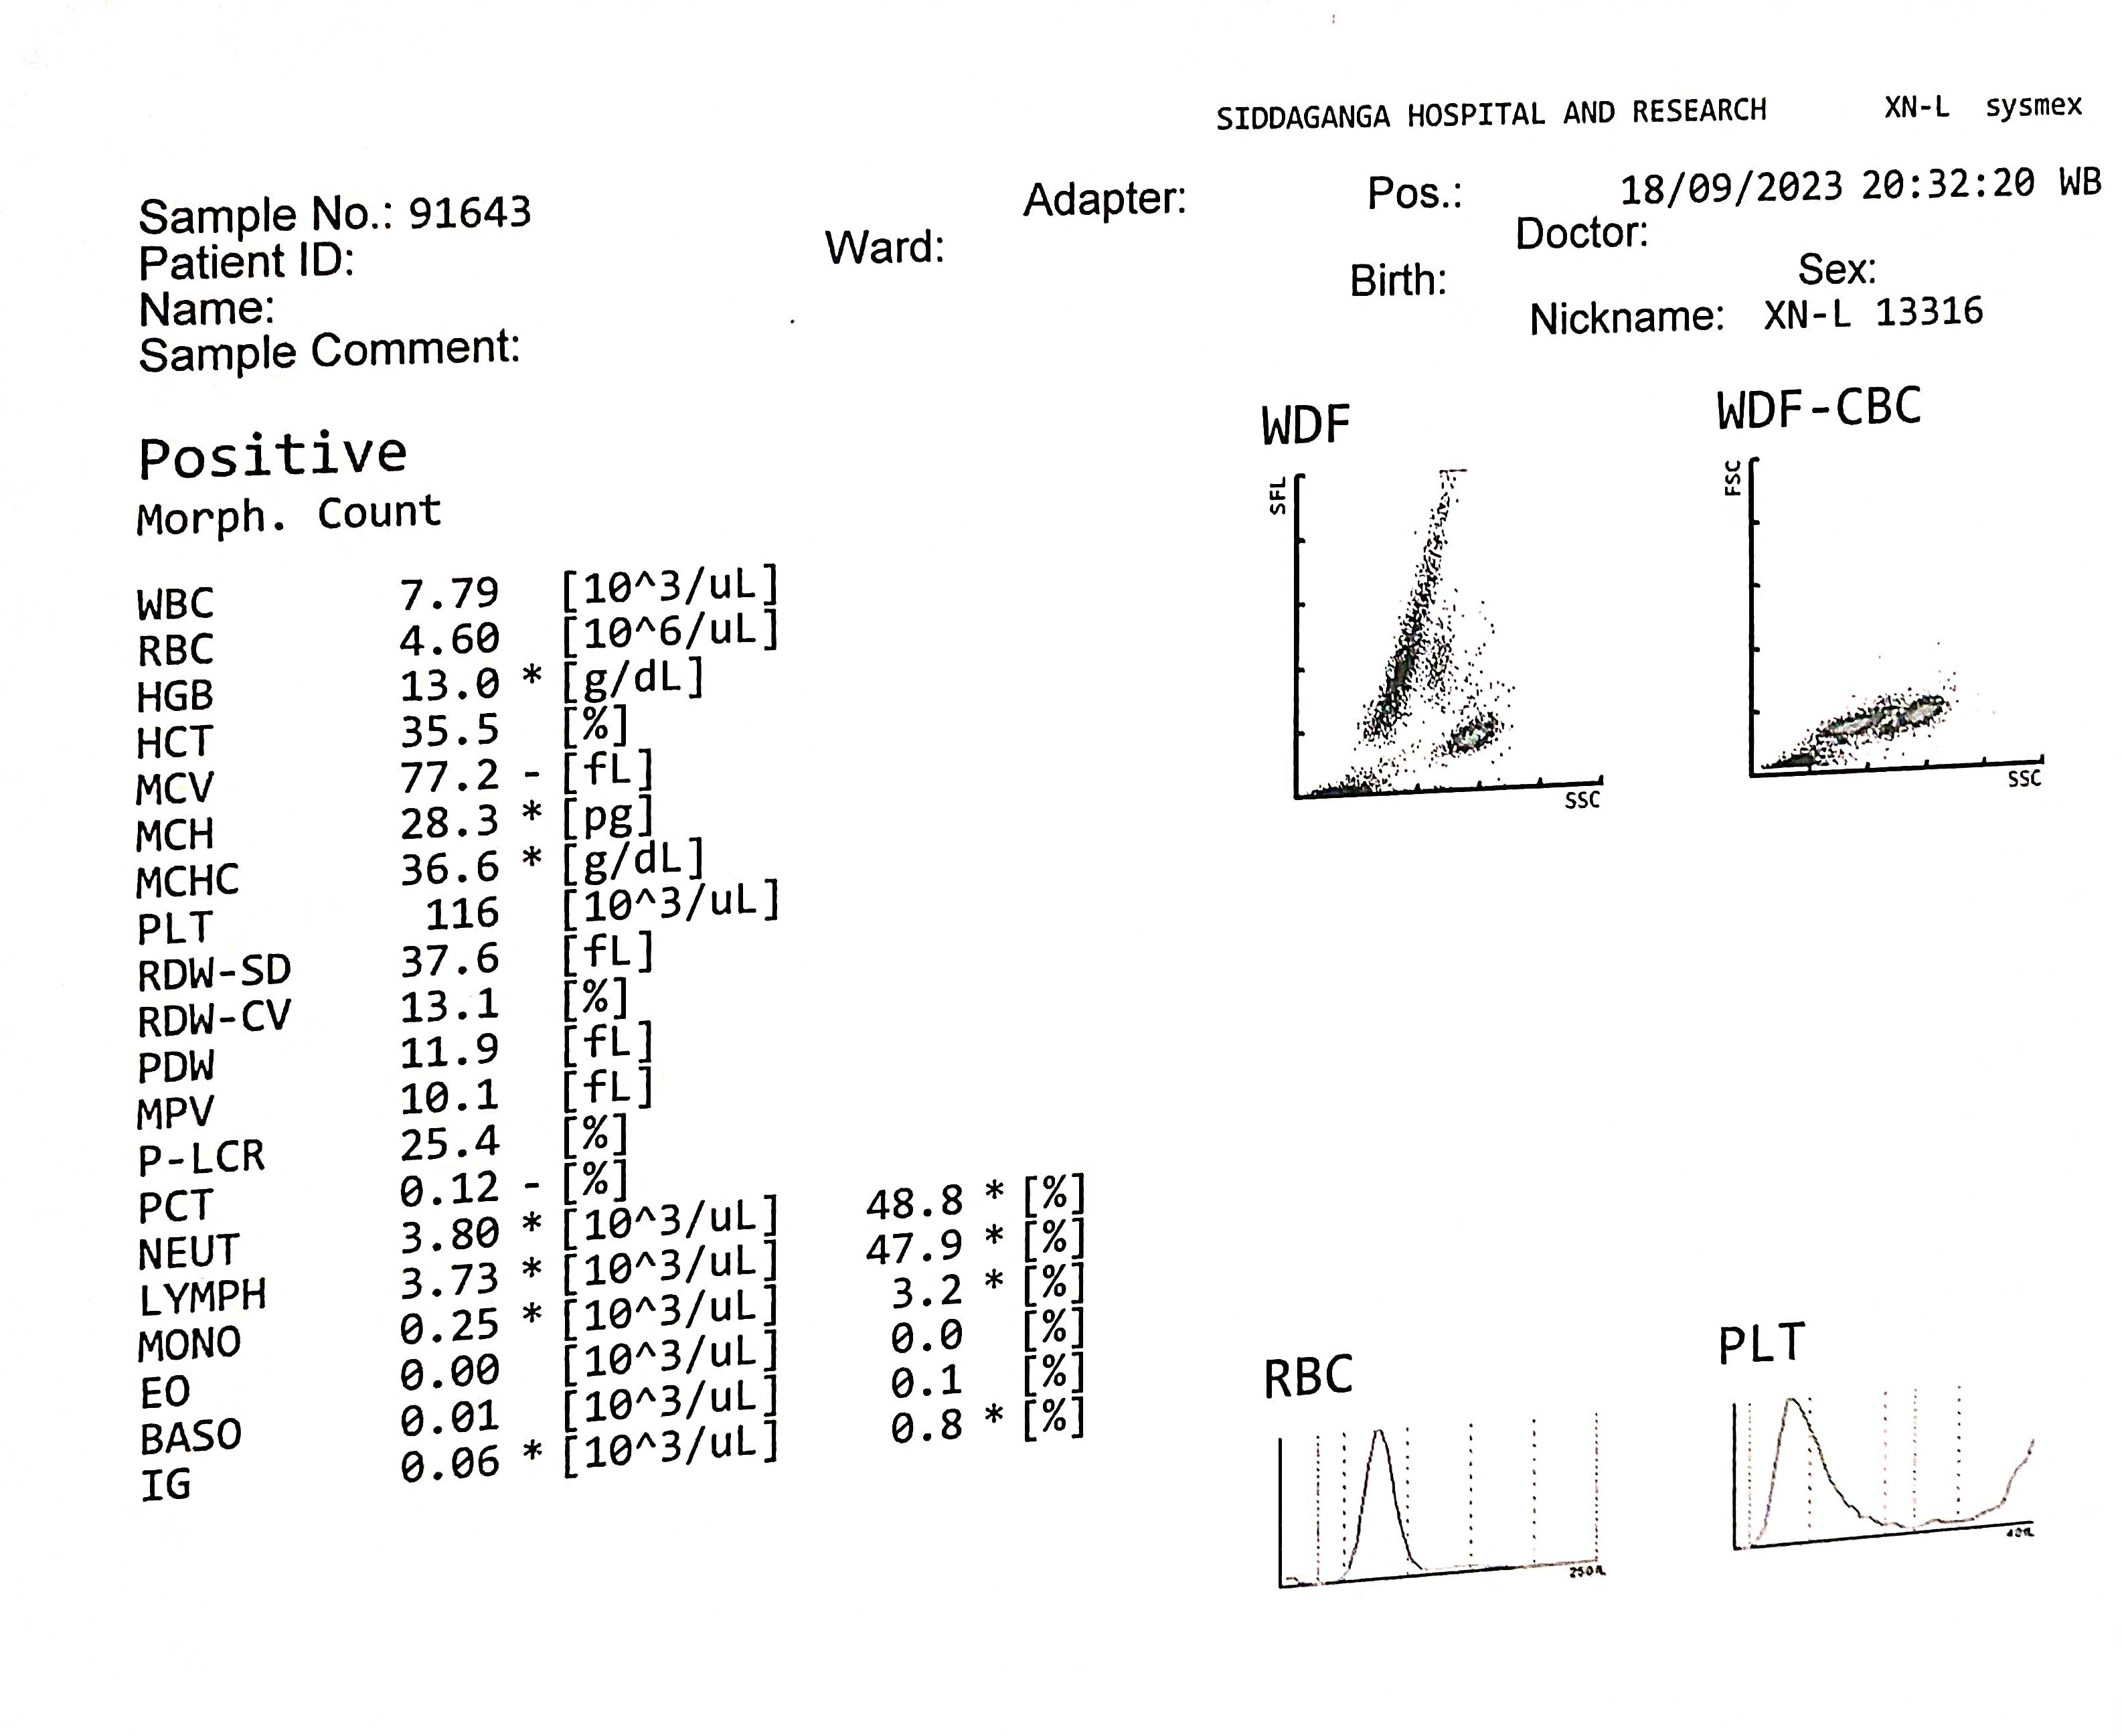 SIDDAGANGA HOSPITAL AND RESEARCH XN-L sysmex
Sample No.: 91643 Adapter: Pos.: 18/09/2023 20:32:20 WB
Patient ID: Ward: Doctor:
Name: Birth: Sex:
Sample Comment: Nickname: XN-L 13316
Positive
Morph. Count
WBC 7.79 [10^3/uL]
RBC 4.60 [10^6/uL]
HGB 13.0 * [g/dL]
HCT 35.5 [%]
MCV 77.2 - [fL]
MCH 28.3 * [pg]
MCHC 36.6 * [g/dL]
PLT 116 [10^3/uL]
RDW-SD 37.6 [fL]
RDW-CV 13.1 [%]
PDW 11.9 [fL]
MPV 10.1 [fL]
P-LCR 25.4 [%]
PCT 0.12 - [%]
NEUT 3.80 * [10^3/uL] 48.8 * [%]
LYMPH 3.73 * [10^3/uL] 47.9 * [%]
MONO 0.25 * [10^3/uL] 3.2 * [%]
EO 0.00 [10^3/uL] 0.0 [%]
BASO 0.01 [10^3/uL] 0.1 [%]
IG 0.06 * [10^3/uL] 0.8 * [%]
WDF
SFL
SSC
WDF-CBC
FSC
SSC
RBC
250fL
PLT
40fL